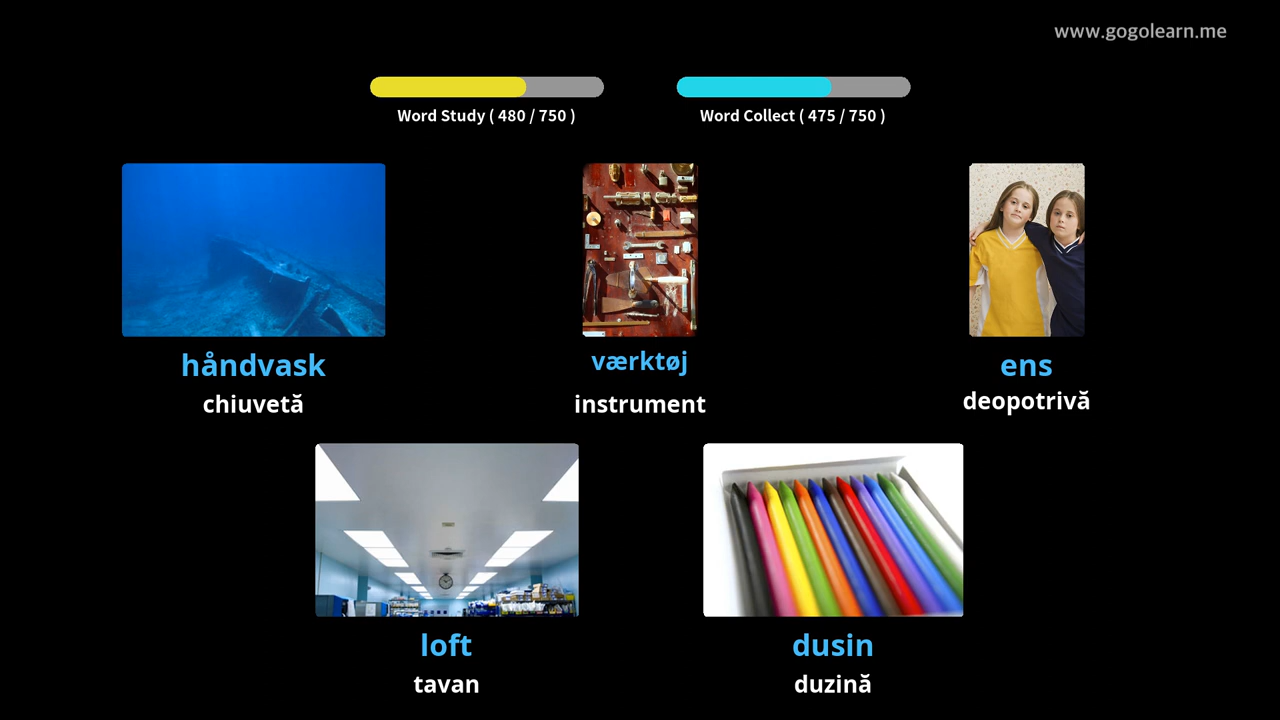 www.gogolearn.me
Word Study ( 480 / 750 )
Word Collect ( 475 / 750 )
håndvask
chiuvetă
værktøj
instrument
ens
deopotrivă
loft
tavan
dusin
duzină